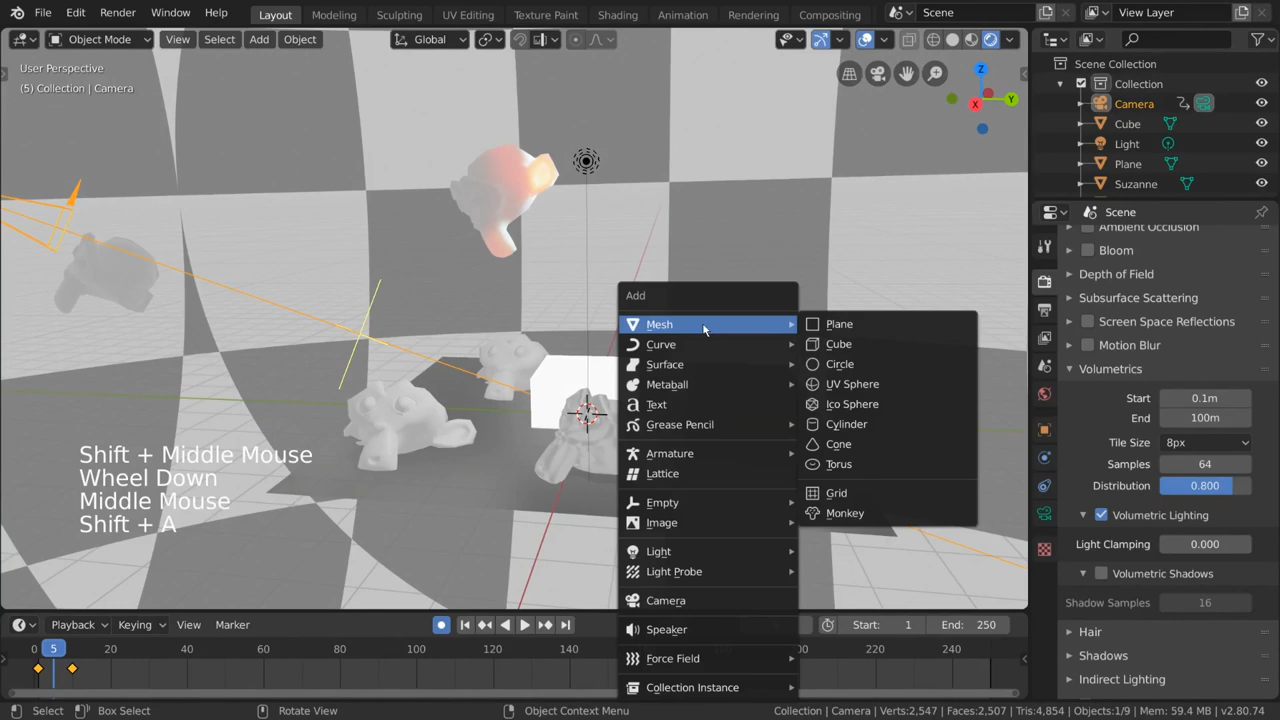 File Edit Render Window Help Layout Modeling Sculpting UV Editing Texture Paint Shading Animation Rendering Compositing Scene View Layer
Object Mode View Select Add Object Global
User Perspective
(5) Collection | Camera
Scene Collection
Collection
Camera
Cube
Light
Plane
Suzanne
Scene
Ambient Occlusion
Bloom
Depth of Field
Subsurface Scattering
Screen Space Reflections
Motion Blur
Volumetrics
Start 0.1m
End 100m
Tile Size 8px
Samples 64
Distribution 0.800
Volumetric Lighting
Light Clamping 0.000
Volumetric Shadows
Shadow Samples 16
Hair
Shadows
Indirect Lighting
Z
Y
X
Add
Mesh
Curve
Surface
Metaball
Text
Grease Pencil
Armature
Lattice
Empty
Image
Light
Light Probe
Camera
Speaker
Force Field
Collection Instance
Plane
Cube
Circle
UV Sphere
Ico Sphere
Cylinder
Cone
Torus
Grid
Monkey
Shift + Middle Mouse
Wheel Down
Middle Mouse
Shift + A
Playback Keying View Marker Start: 1 End: 250
0 5 20 40 60 80 100 120 140 160 200 220 240
Select Box Select Rotate View Object Context Menu Collection | Camera | Verts:2,547 | Faces:2,507 | Tris:4,854 | Objects:1/9 | Mem: 59.4 MB | v2.80.74